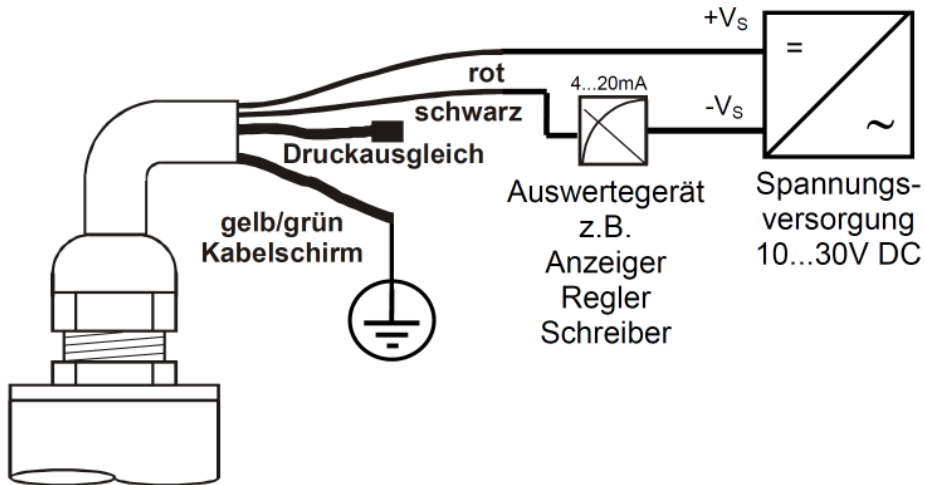 +VS
=
rot
4...20mA
schwarz
-VS
~
Druckausgleich
gelb/grün
Kabelschirm
Auswertegerät
z.B.
Anzeiger
Regler
Schreiber
Spannungs-
versorgung
10...30V DC